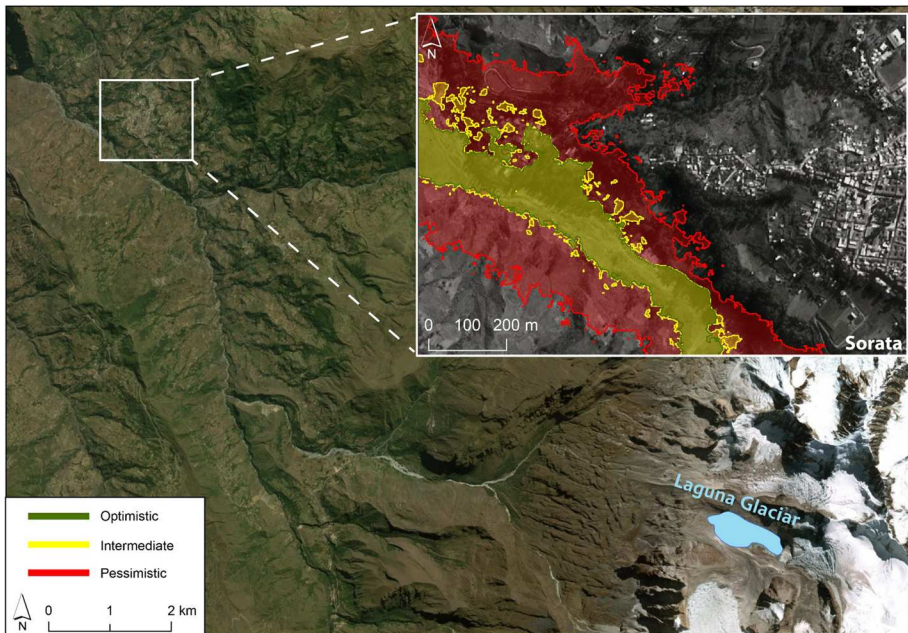 N
0 100 200 m
Sorata
Laguna Glaciar
Optimistic
Intermediate
Pessimistic
N
0 1 2 km